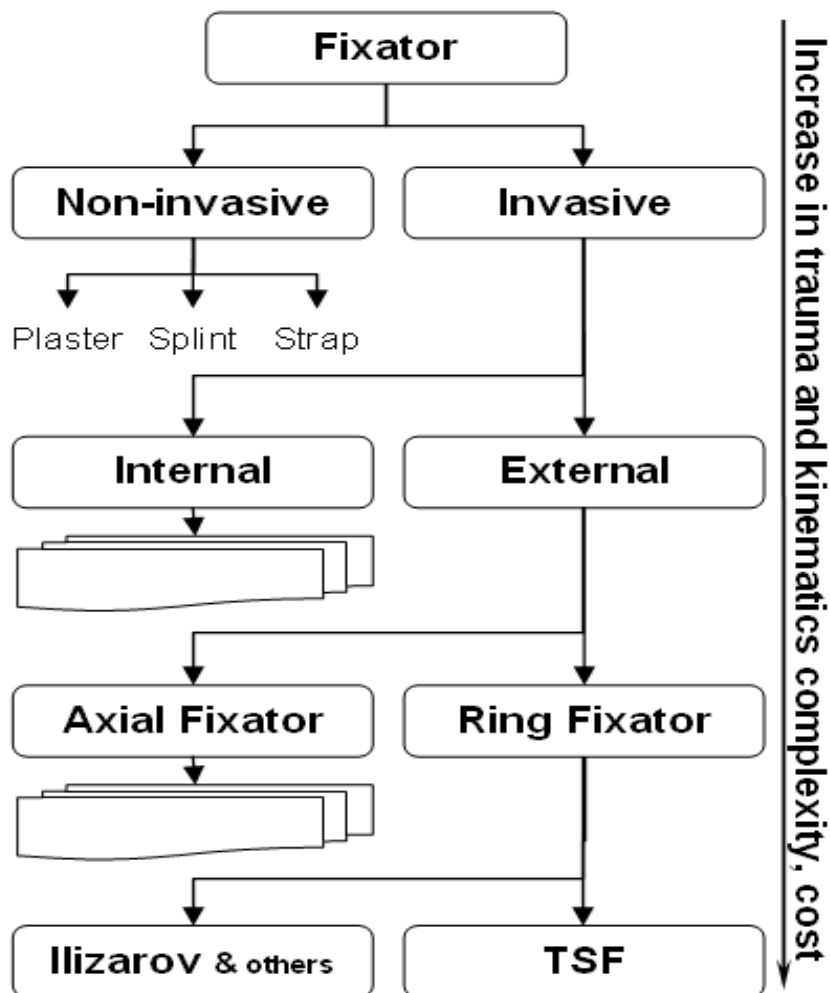 Fixator
Non-invasive
Invasive
Plaster
Splint
Strap
Internal
External
Axial Fixator
Ring Fixator
Ilizarov & others
TSF
Increase in trauma and kinematics complexity, cost